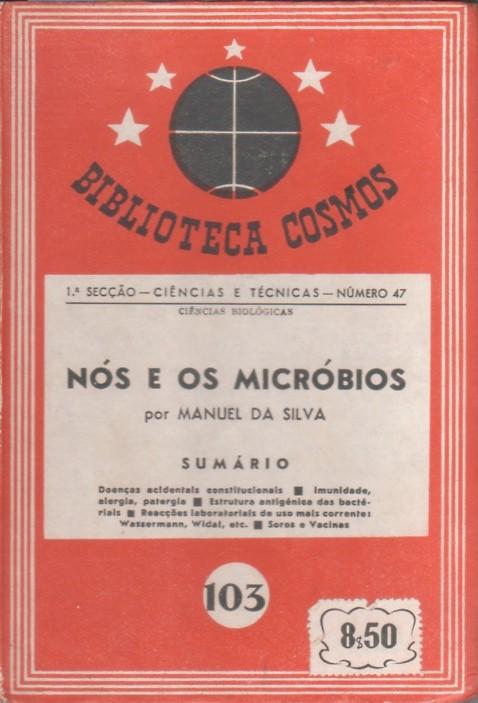 BIBLIOTECA COSMOS
1.ª SECÇÃO — CIÊNCIAS E TÉCNICAS — NÚMERO 47
CIÊNCIAS BIOLÓGICAS
NÓS E OS MICRÓBIOS
por MANUEL DA SILVA
SUMÁRIO
Doenças acidentais constitucionais ■ Imunidade,
alergia, patergia ■ Estrutura antigénica das bacté-
riais ■ Reacções laboratoriais de uso mais corrente:
Wassermann, Widal, etc. ■ Soros e Vacinas
103
8$50